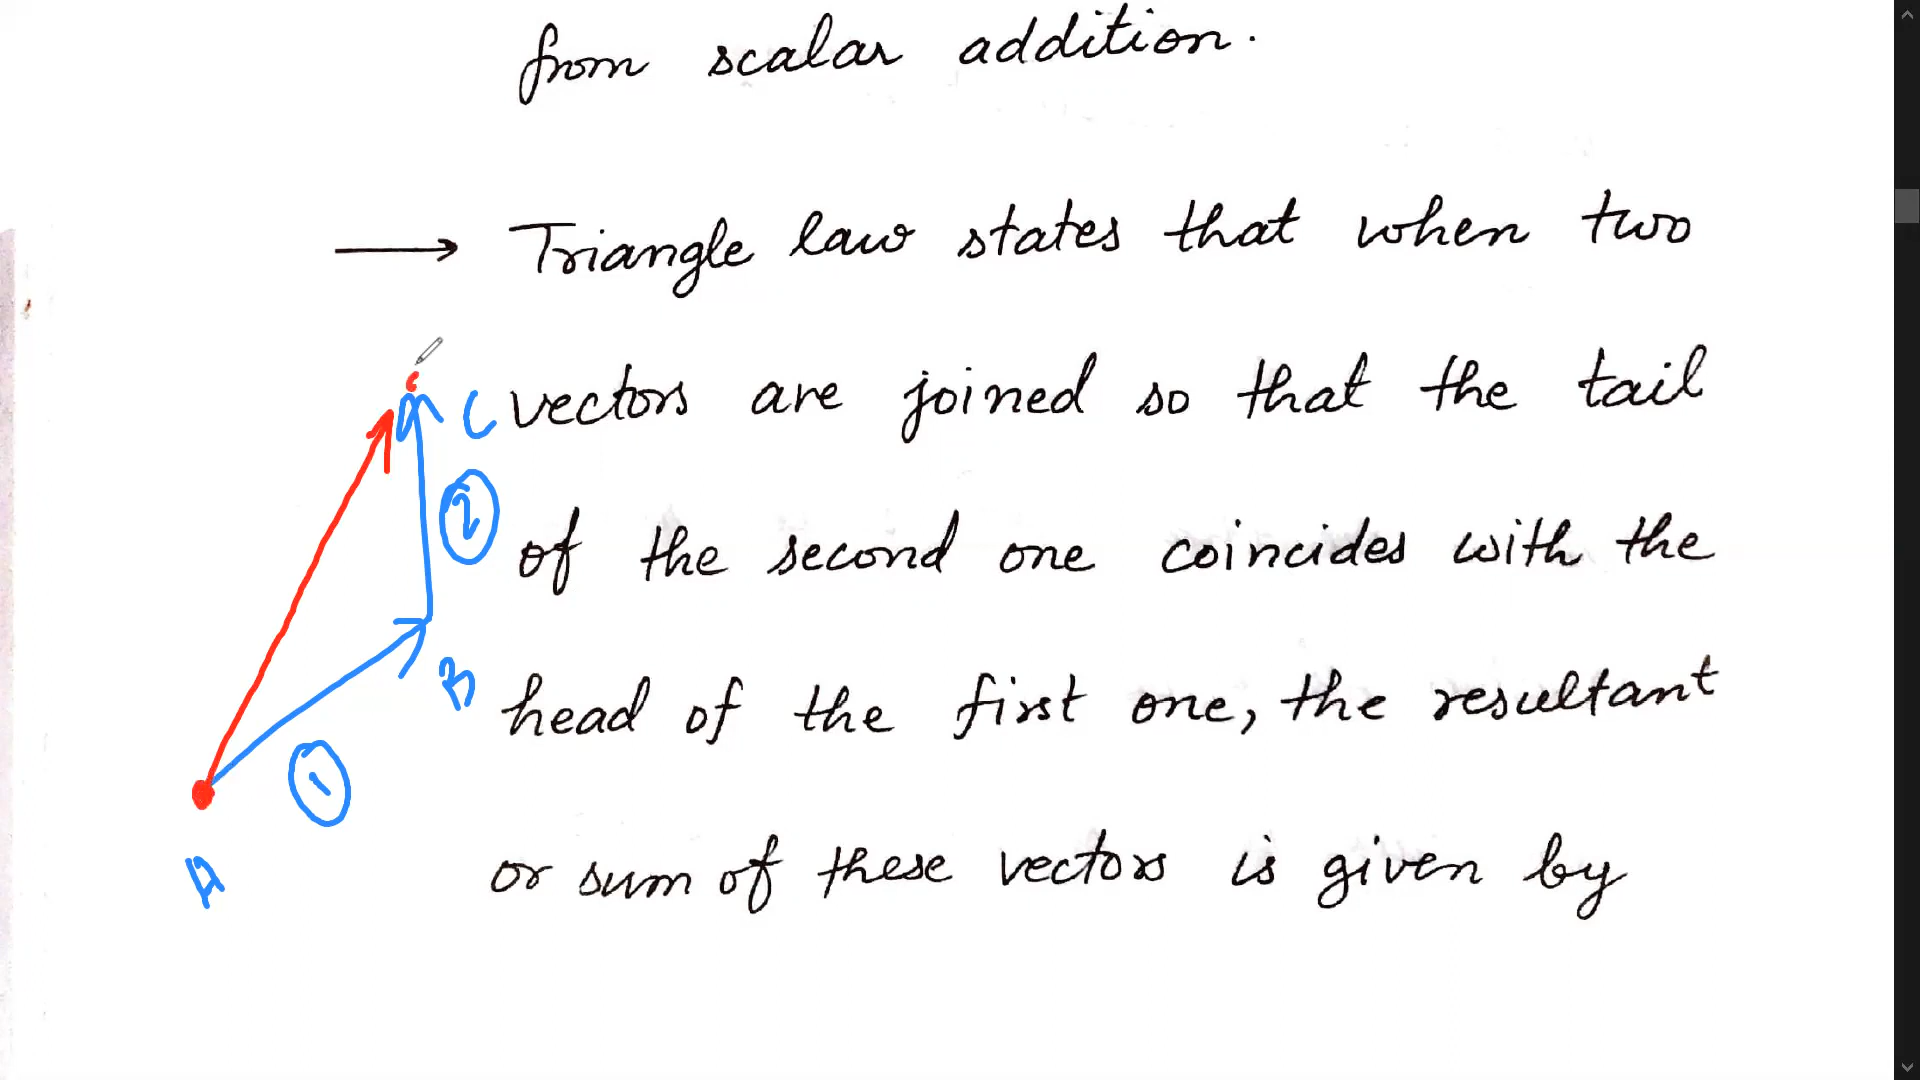 from scalar addition.
→ Triangle law states that when two
C vectors are joined so that the tail
2 of the second one coincides with the
B head of the first one, the resultant
1
A or sum of these vectors is given by